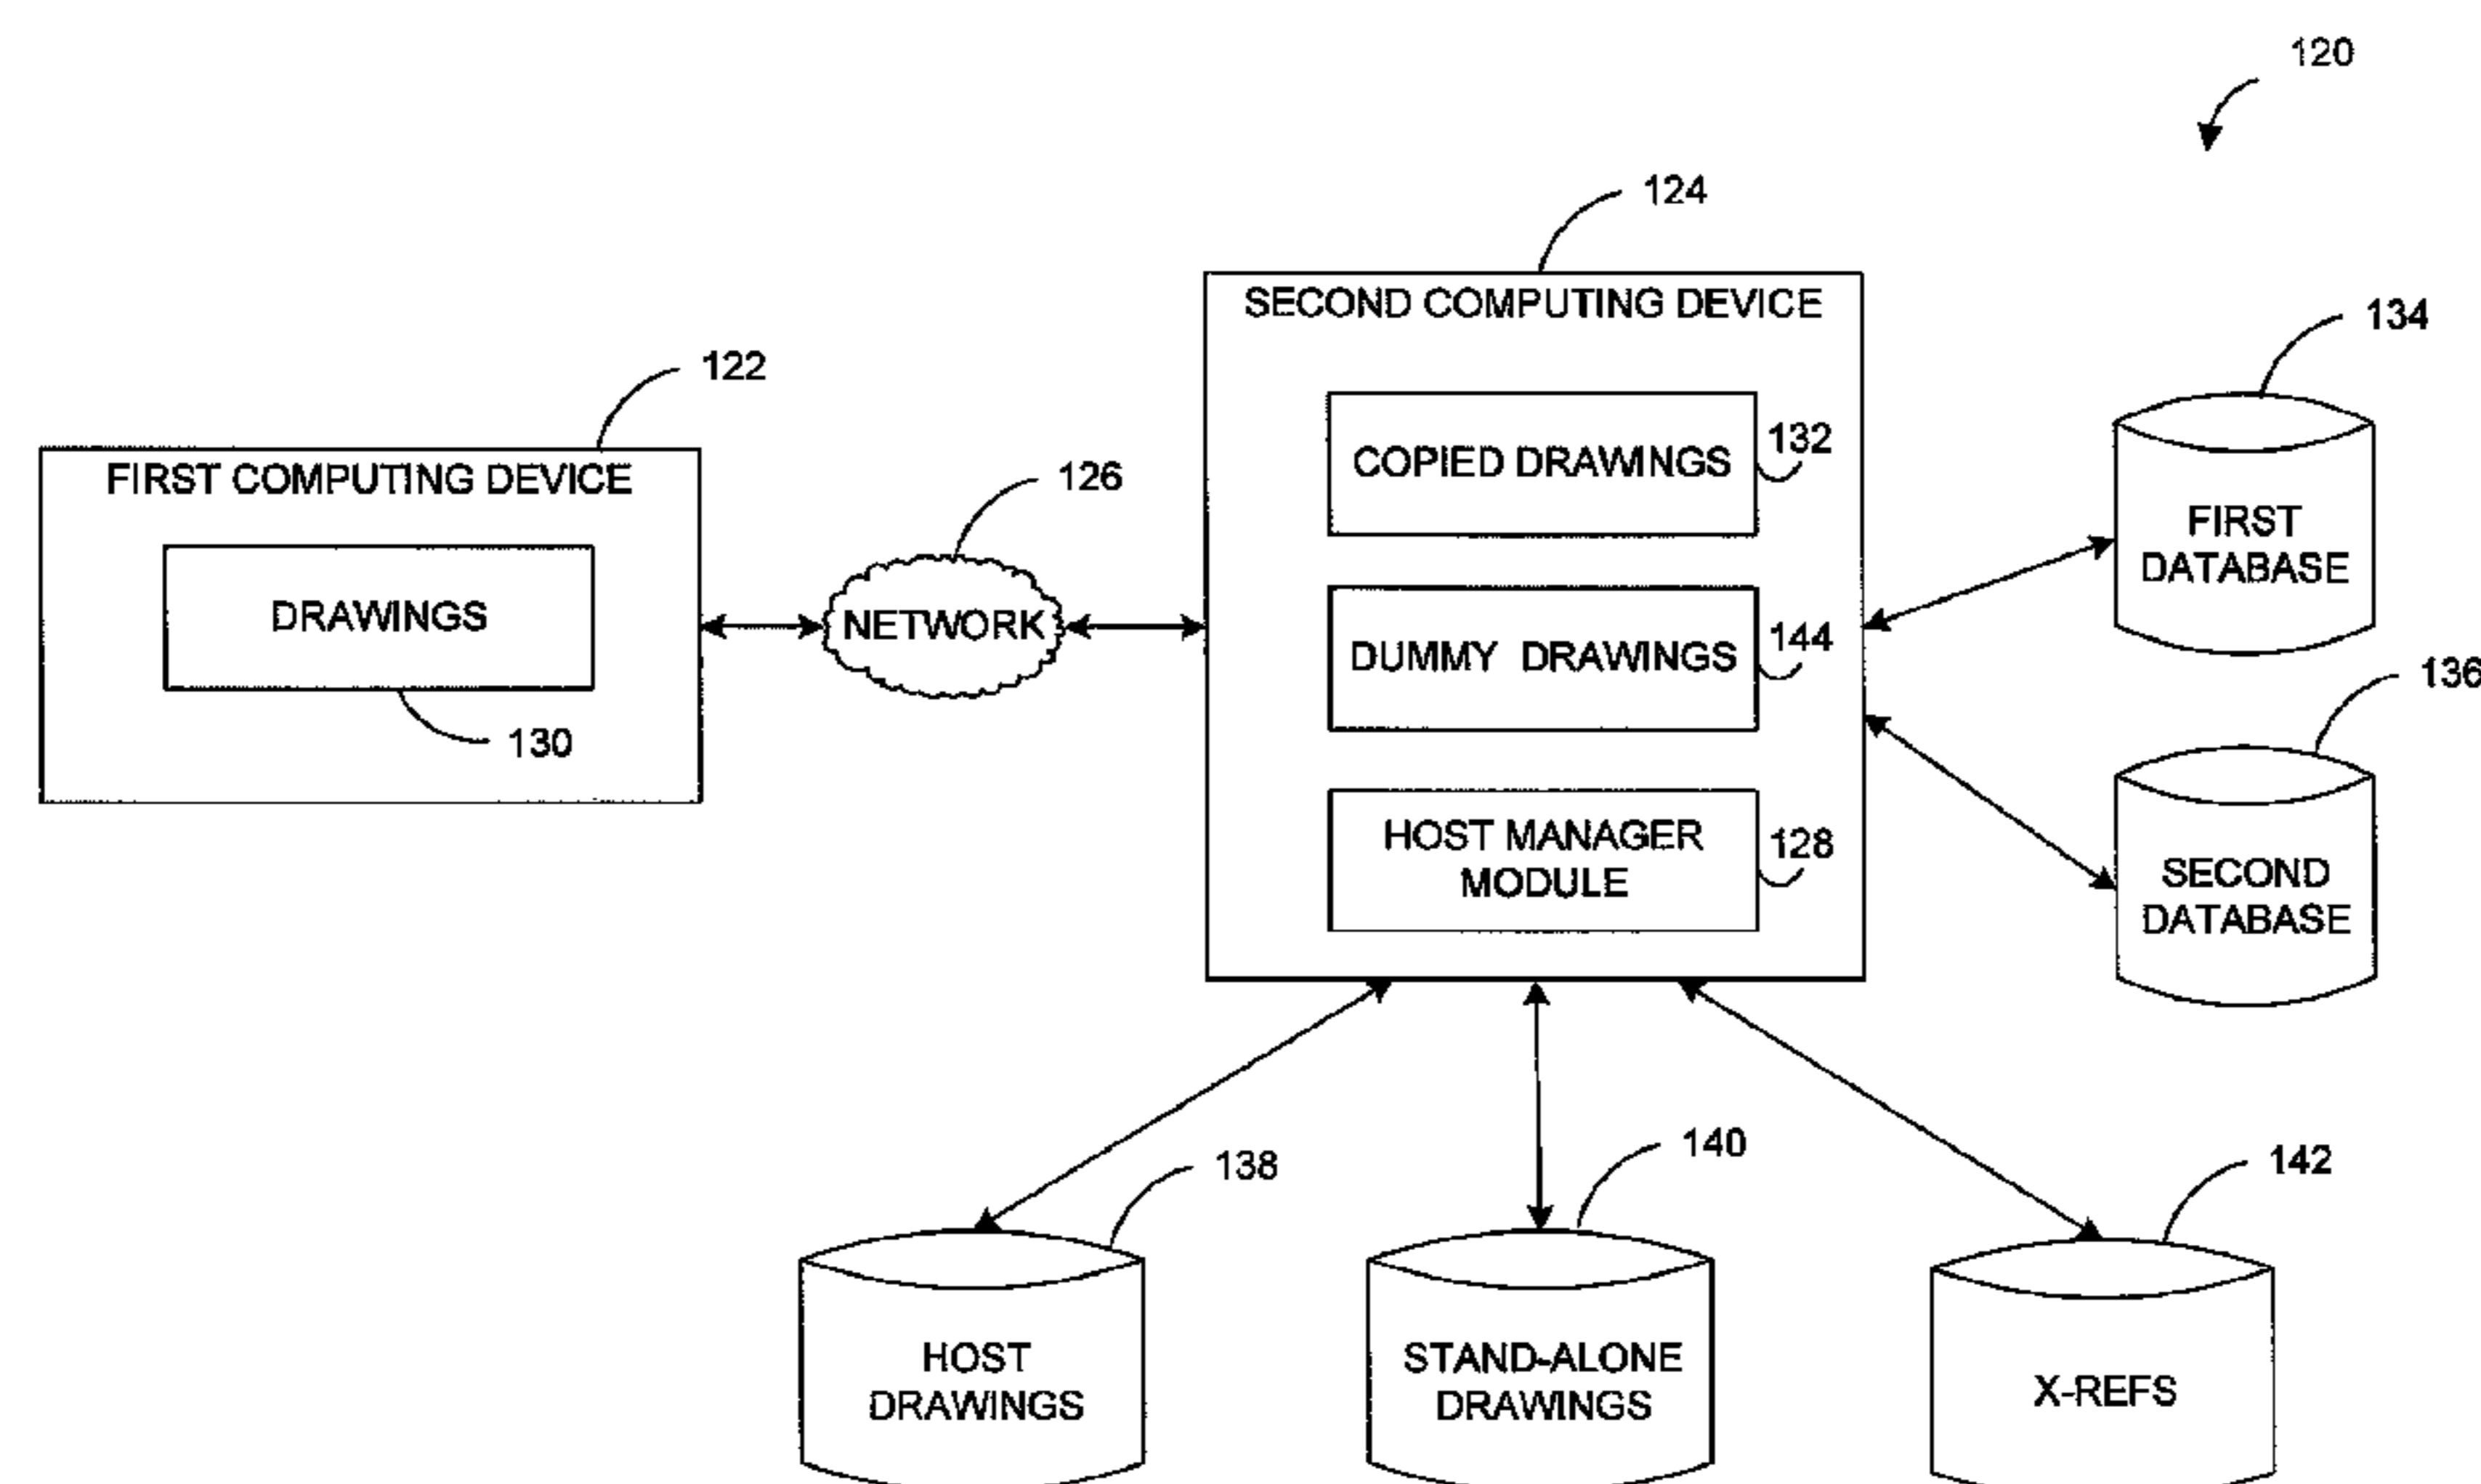 120
124
SECOND COMPUTING DEVICE
134
122
FIRST COMPUTING DEVICE
COPIED DRAWINGS
132
126
FIRST
DATABASE
DRAWINGS
NETWORK
DUMMY DRAWINGS
144
136
130
HOST MANAGER
MODULE
128
SECOND
DATABASE
138
140
142
HOST
DRAWINGS
STAND-ALONE
DRAWINGS
X-REFS